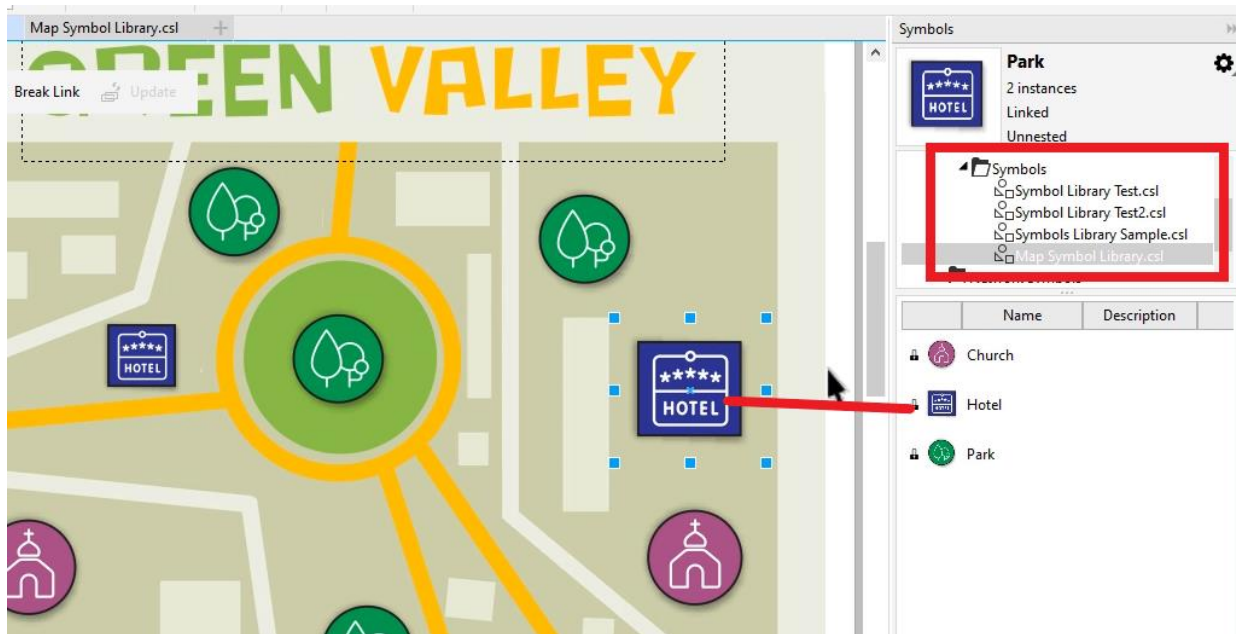 Map Symbol Library.csl
Symbols
GREEN VALLEY
Break Link
Update
Park
2 instances
Linked
Unnested
HOTEL
Symbols
Symbol Library Test.csl
Symbol Library Test2.csl
Symbols Library Sample.csl
Map Symbol Library.csl
Name Description
Church
Hotel
Park
★★★★★
HOTEL
★★★★★
HOTEL